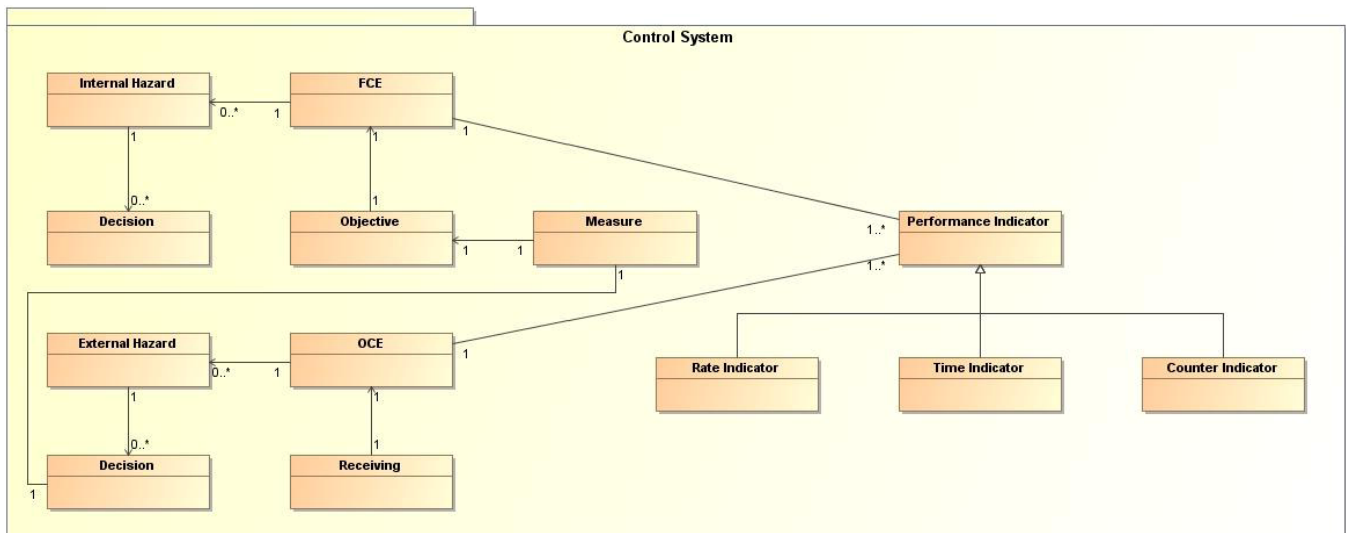 Control System
Internal Hazard
FCE
0..*
1
1
1
1
0..*
1
1..*
Decision
Objective
Measure
Performance Indicator
1
1
1
1..*
External Hazard
OCE
0..*
1
1
1
1
0..*
1
Rate Indicator
Time Indicator
Counter Indicator
Decision
Receiving
1